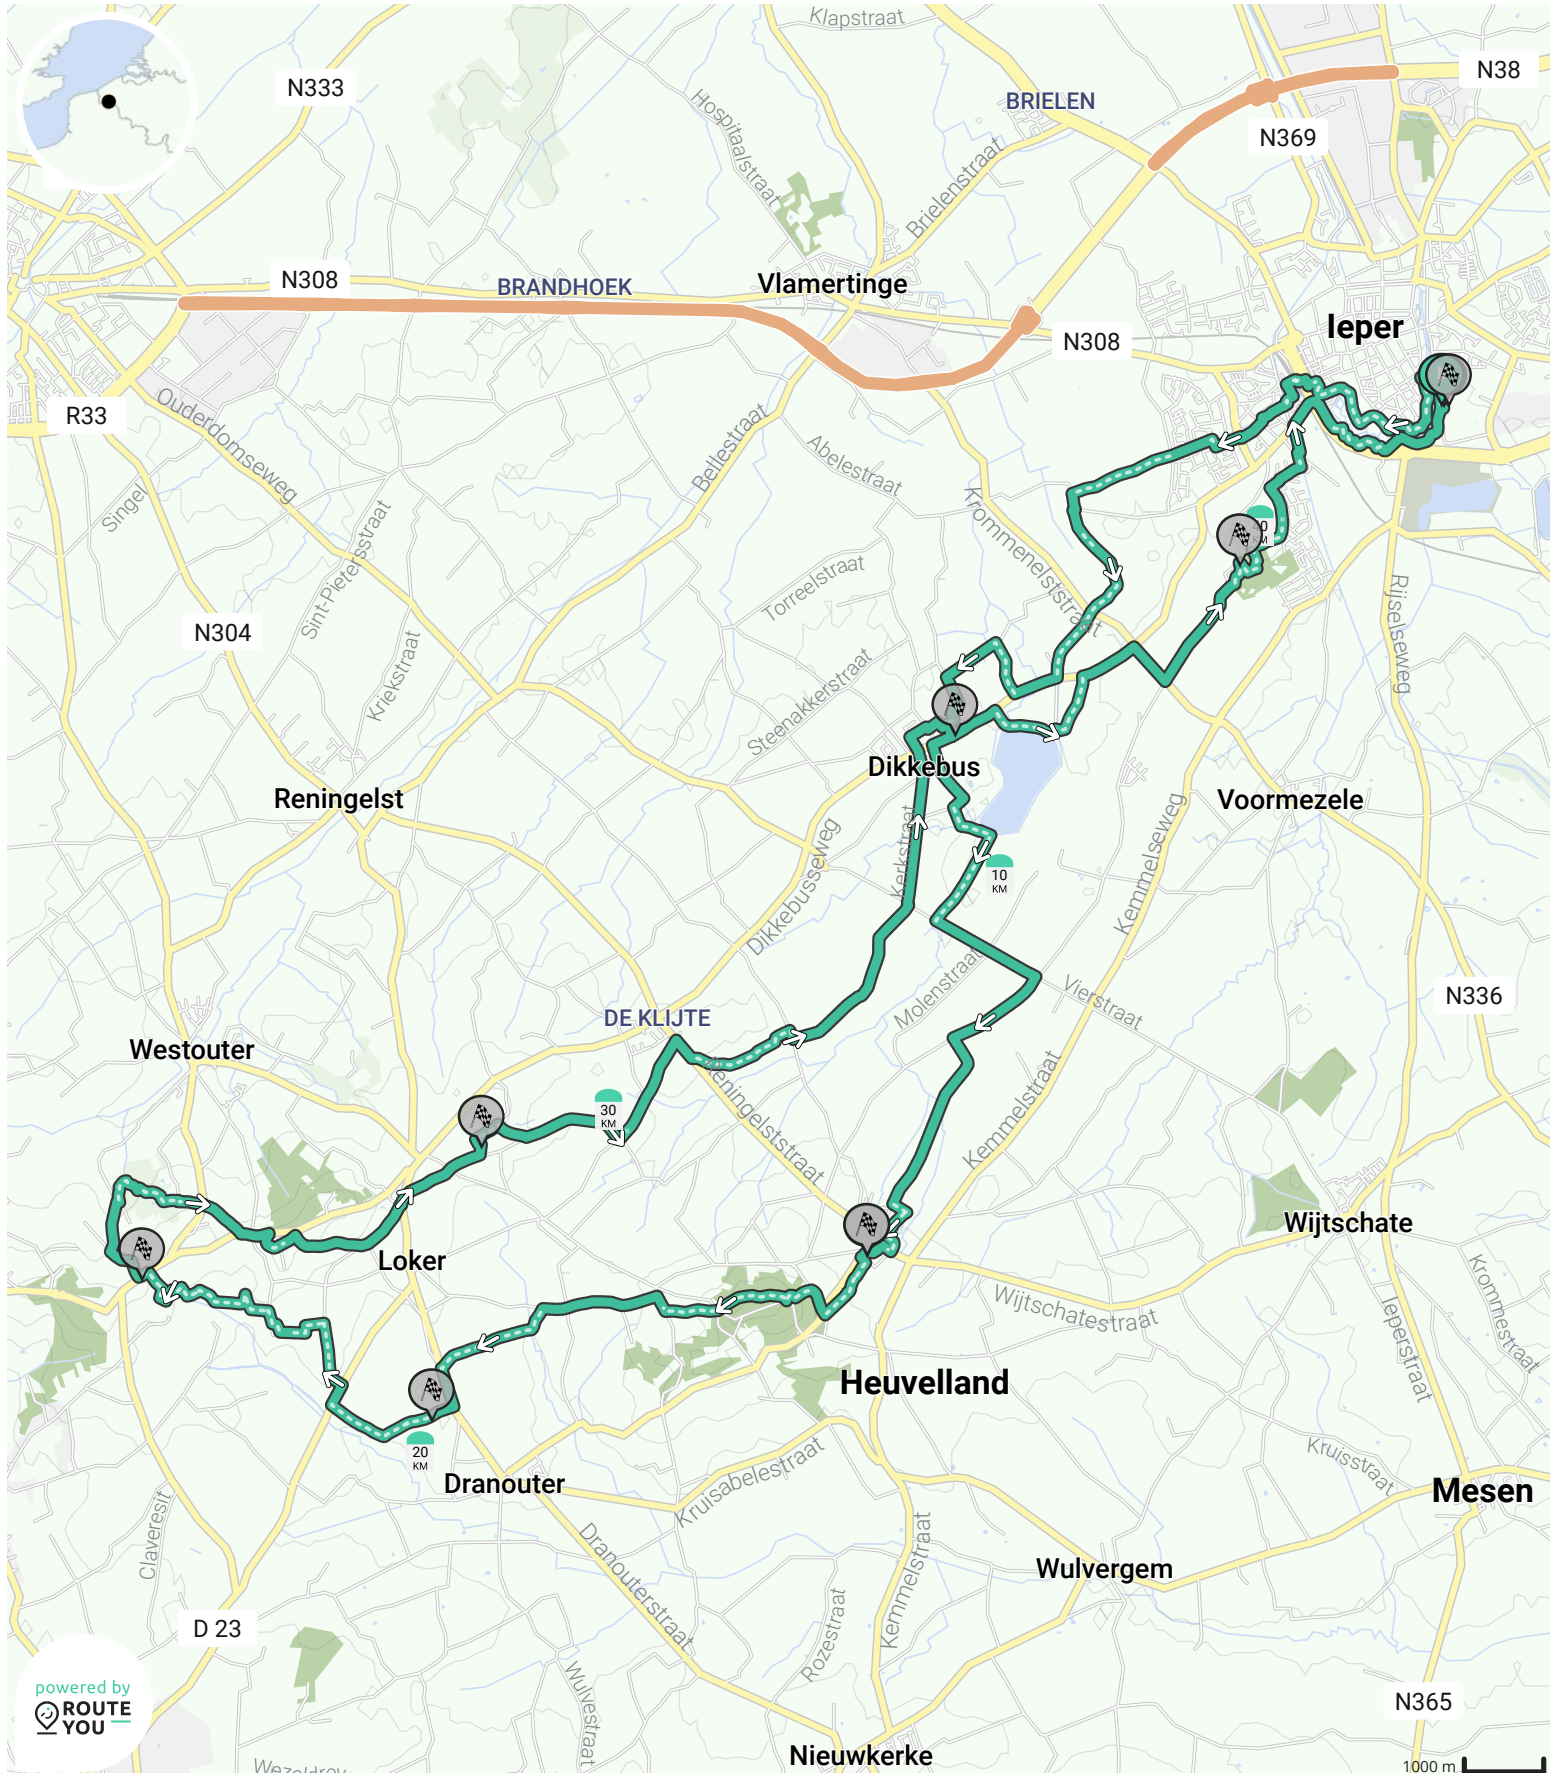 Klapstraat
N333
N38
BRIELEN
Hospitaalstraat
N369
Brielenstraat
N308
BRANDHOEK
Vlamertinge
Ieper
N308
R33
Ouderdomseweg
Bellestraat
Abelestraat
Singel
Krommenelststraat
Sint-Pietersstraat
40
KM
Torreelstraat
Rijselseweg
N304
Kriekstraat
Steenakkerstraat
Dikkebus
Reningelst
Voormezele
Kerkstraat
Dikkebusseweg
Kemmelseweg
10
KM
Molenstraat
Vierstraat
N336
DE KLIJTE
Westouter
Reningelststraat
Kemmelstraat
30
KM
Loker
Wijtschate
Wijtschatestraat
Krommestraat
Ieperstraat
Heuvelland
20
KM
Dranouter
Kruisabelestraat
Kruisstraat
Mesen
Claveresit
Dranouterstraat
Kemmelstraat
Wulvergem
Rozestraat
D 23
Wulvestraat
powered by
ROUTE
YOU
N365
Nieuwkerke
1000 m